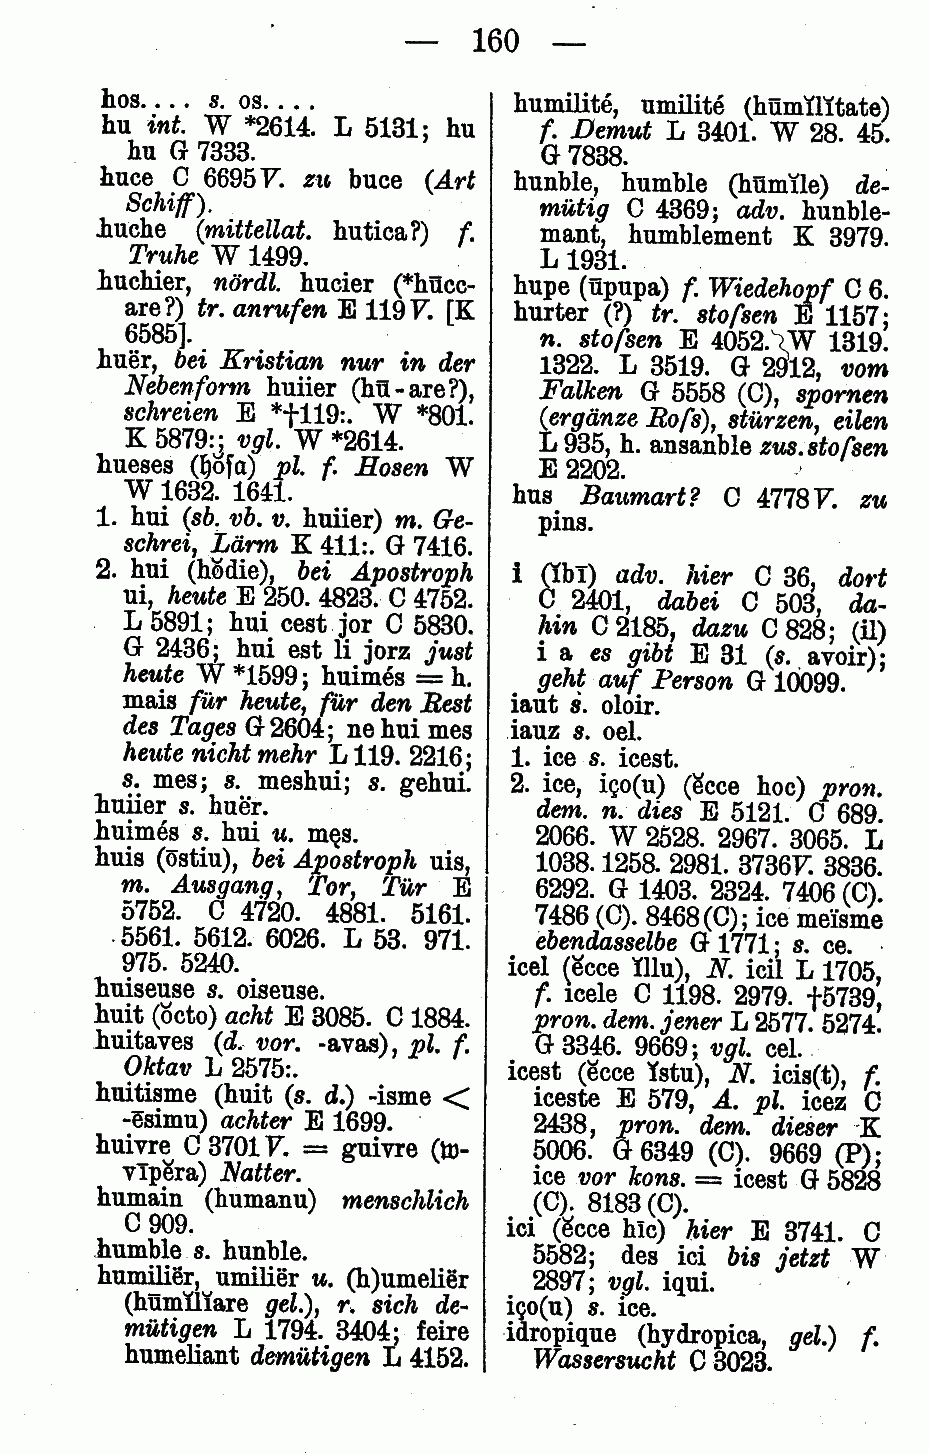 — 160 —
hos.... s. os....
hu int. W *2614. L 5131; hu
hu G 7333.
huce C 6695 V. zu buce (Art
Schiff).
huche (mittellat. hutica?) f.
Truhe W 1499.
huchier, nördl. hucier (*hūcc-
are?) tr. anrufen E 119 V. [K
6585].
huër, bei Kristian nur in der
Nebenform huiier (hū-are?),
schreien E *†119:. W *801.
K 5879:; vgl. W *2614.
hueses (hŏſa) pl. f. Hosen W
W 1632. 1641.
1. hui (sb. vb. v. huiier) m. Ge-
schrei, Lärm K 411:. G 7416.
2. hui (hŏdie), bei Apostroph
ui, heute E 250. 4823. C 4752.
L 5891; hui cest jor C 5830.
G 2436; hui est li jorz just
heute W *1599; huimés = h.
mais für heute, für den Rest
des Tages G 2604; ne hui mes
heute nicht mehr L 119. 2216;
s. mes; s. meshui; s. gehui.
huiier s. huër.
huimés s. hui u. męs.
huis (ōstiu), bei Apostroph uis,
m. Ausgang, Tor, Tür E
5752. C 4720. 4881. 5161.
5561. 5612. 6026. L 53. 971.
975. 5240.
huiseuse s. oiseuse.
huit (ŏcto) acht E 3085. C 1884.
huitaves (d. vor. -avas), pl. f.
Oktav L 2575:.
huitisme (huit (s. d.) -isme <
-ēsimu) achter E 1699.
huivre C 3701 V. = guivre (w-
vīpĕra) Natter.
humain (humanu) menschlich
C 909.
humble s. hunble.
humiliër, umiliër u. (h)umeliër
(hūmĭlĭare gel.), r. sich de-
mütigen L 1794. 3404; feire
humeliant demütigen L 4152.
humilité, umilité (hūmĭlĭtate)
f. Demut L 3401. W 28. 45.
G 7838.
hunble, humble (hūmĭle) de-
mütig C 4369; adv. hunble-
mant, humblement K 3979.
L 1931.
hupe (ūpupa) f. Wiedehopf C 6.
hurter (?) tr. stoſsen E 1157;
n. stoſsen E 4052. W 1319.
1322. L 3519. G 2912, vom
Falken G 5558 (C), spornen
(ergänze Roſs), stürzen, eilen
L 935, h. ansanble zus. stoſsen
E 2202.
hus Baumart? C 4778 V. zu
pins.
i (ĭbī) adv. hier C 36, dort
C 2401, dabei C 503, da-
hin C 2185, dazu C 828; (il)
i a es gibt E 31 (s. avoir);
geht auf Person G 10099.
iaut s. oloir.
iauz s. oel.
1. ice s. icest.
2. ice, iço(u) (ĕcce hoc) pron.
dem. n. dies E 5121. C 689.
2066. W 2528. 2967. 3065. L
1038. 1258. 2981. 3736V. 3836.
6292. G 1403. 2324. 7406 (C).
7486 (C). 8468 (C); ice meïsme
ebendasselbe G 1771; s. ce.
icel (ĕcce ĭllu), N. icil L 1705,
f. icele C 1198. 2979. †5739,
pron. dem. jener L 2577. 5274.
G 3346. 9669; vgl. cel.
icest (ĕcce ĭstu), N. icis(t), f.
iceste E 579, A. pl. icez C
2438, pron. dem. dieser K
5006. G 6349 (C). 9669 (P);
ice vor kons. = icest G 5828
(C). 8183 (C).
ici (ĕcce hīc) hier E 3741. C
5582; des ici bis jetzt W
2897; vgl. iqui.
iço(u) s. ice.
idropique (hydropica, gel.) f.
Wassersucht C 3023.